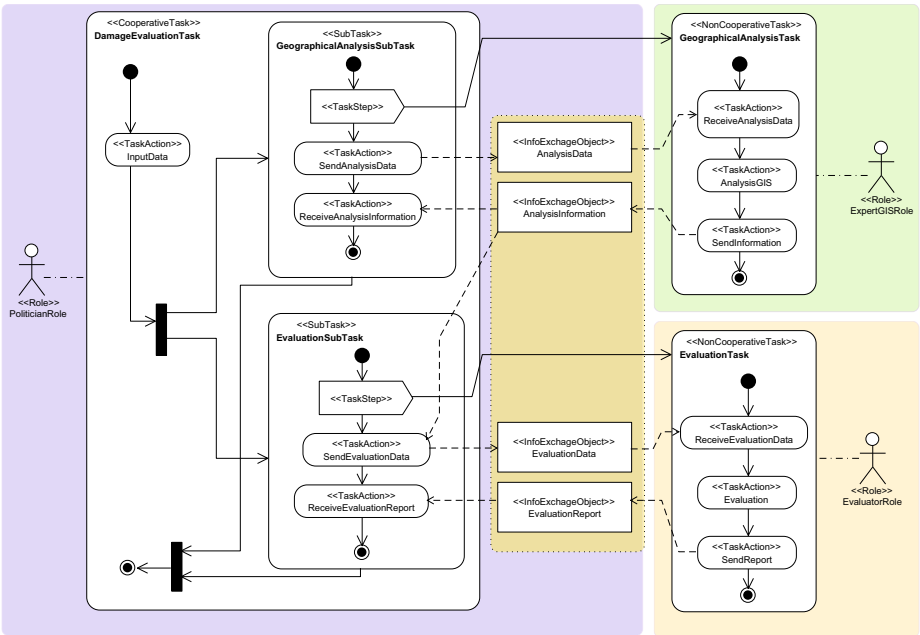 <<CooperativeTask>>
DamageEvaluationTask
<<TaskAction>>
InputData
<<Role>>
PoliticianRole
<<SubTask>>
GeographicalAnalysisSubTask
<<TaskStep>>
<<TaskAction>>
SendAnalysisData
<<TaskAction>>
ReceiveAnalysisInformation
<<SubTask>>
EvaluationSubTask
<<TaskStep>>
<<TaskAction>>
SendEvaluationData
<<TaskAction>>
ReceiveEvaluationReport
<<InfoExchageObject>>
AnalysisData
<<InfoExchageObject>>
AnalysisInformation
<<InfoExchageObject>>
EvaluationData
<<InfoExchageObject>>
EvaluationReport
<<NonCooperativeTask>>
GeographicalAnalysisTask
<<TaskAction>>
ReceiveAnalysisData
<<TaskAction>>
AnalysisGIS
<<TaskAction>>
SendInformation
<<Role>>
ExpertGISRole
<<NonCooperativeTask>>
EvaluationTask
<<TaskAction>>
ReceiveEvaluationData
<<TaskAction>>
Evaluation
<<TaskAction>>
SendReport
<<Role>>
EvaluatorRole